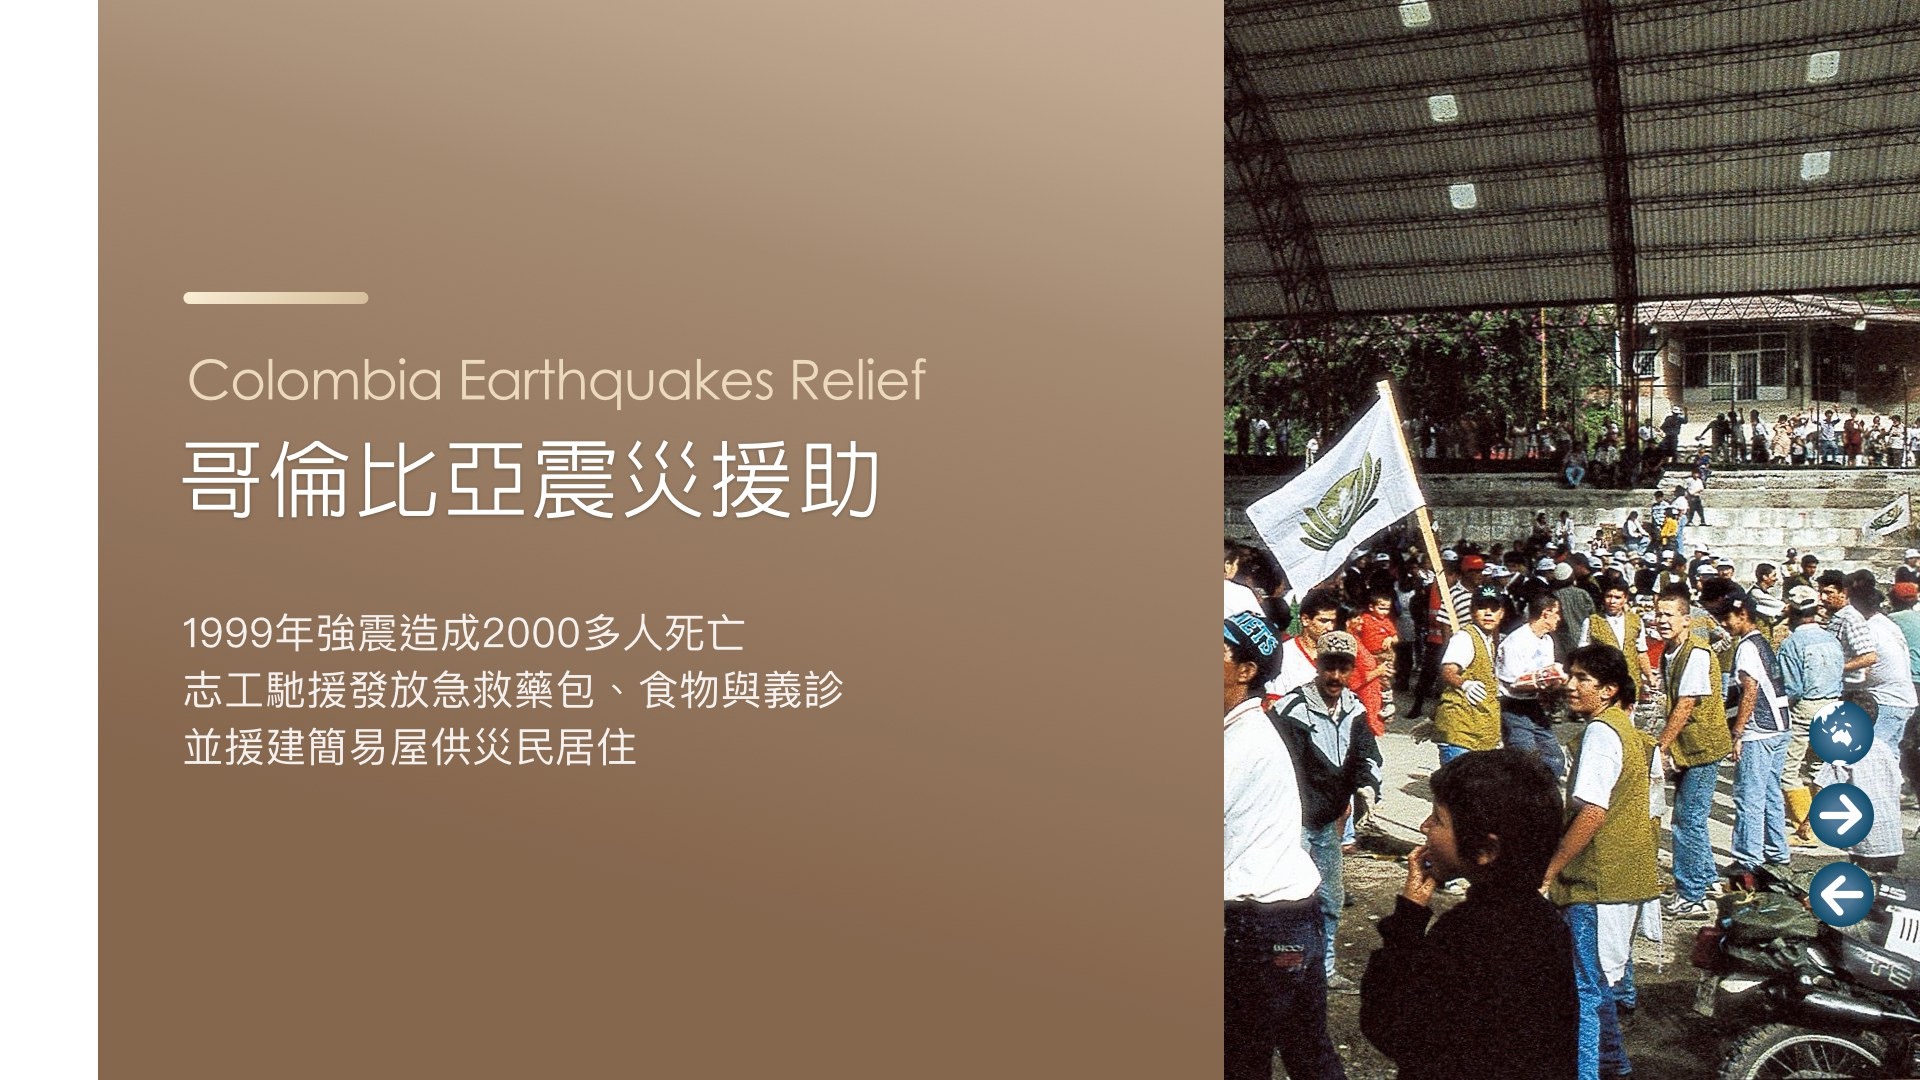 Colombia Earthquakes Relief
哥倫比亞震災援助
1999年強震造成2000多人死亡
志工馳援發放急救藥包、食物與義診
並援建簡易屋供災民居住